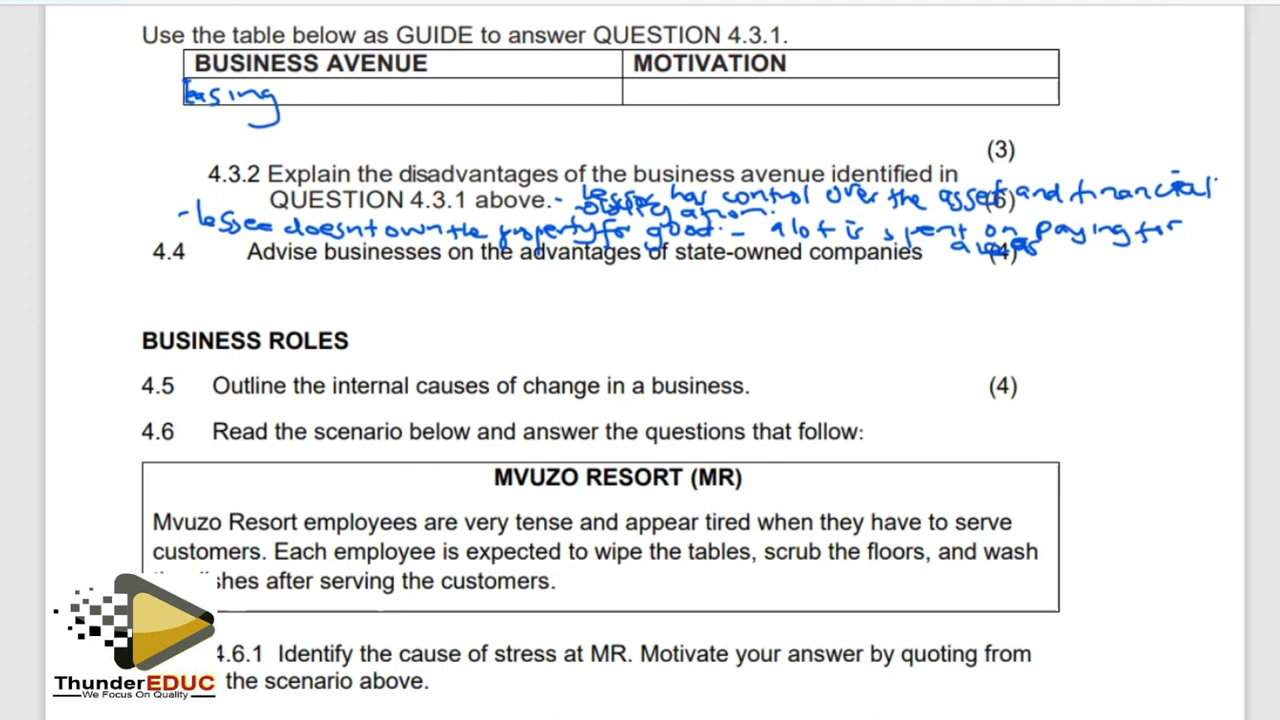 Use the table below as GUIDE to answer QUESTION 4.3.1.
BUSINESS AVENUE MOTIVATION
leasing
(3)
4.3.2 Explain the disadvantages of the business avenue identified in
QUESTION 4.3.1 above. (6)
- lessor has control over the asset and financial
obligation.
- lessee doesnt own the property for good. - a lot is spent on paying for
4.4 Advise businesses on the advantages of state-owned companies (4)
BUSINESS ROLES
4.5 Outline the internal causes of change in a business. (4)
4.6 Read the scenario below and answer the questions that follow:
MVUZO RESORT (MR)
Mvuzo Resort employees are very tense and appear tired when they have to serve
customers. Each employee is expected to wipe the tables, scrub the floors, and wash
shes after serving the customers.
4.6.1 Identify the cause of stress at MR. Motivate your answer by quoting from
the scenario above.
ThunderEDUC
We Focus On Quality